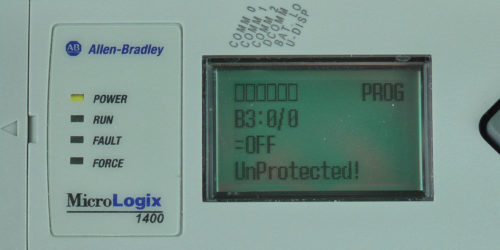 COMM 0
COMM 1
COMM 2
DCOMM
BAT. LO
U-DISP
AB Allen-Bradley
POWER
RUN
FAULT
FORCE
MicroLogix
1400
PROG
B3:0/0
=OFF
UnProtected!